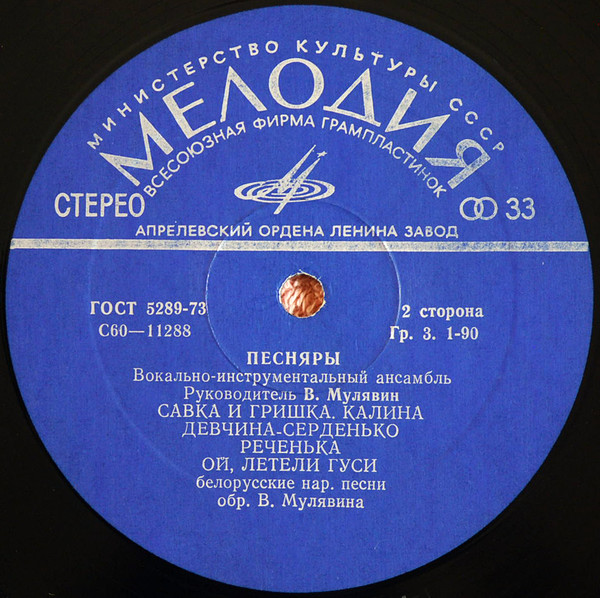 МИНИСТЕРСТВО КУЛЬТУРЫ СССР
МЕЛОДИЯ
ВСЕСОЮЗНАЯ ФИРМА ГРАМПЛАСТИНОК
СТЕРЕО
33
АПРЕЛЕВСКИЙ ОРДЕНА ЛЕНИНА ЗАВОД
ГОСТ 5289-73
2 сторона
С60—11288
Гр. 3. 1-90
ПЕСНЯРЫ
Вокально-инструментальный ансамбль
Руководитель В. Мулявин
САВКА И ГРИШКА. КАЛИНА
ДЕВЧИНА-СЕРДЕНЬКО
РЕЧЕНЬКА
ОЙ, ЛЕТЕЛИ ГУСИ
белорусские нар. песни
обр. В. Мулявина